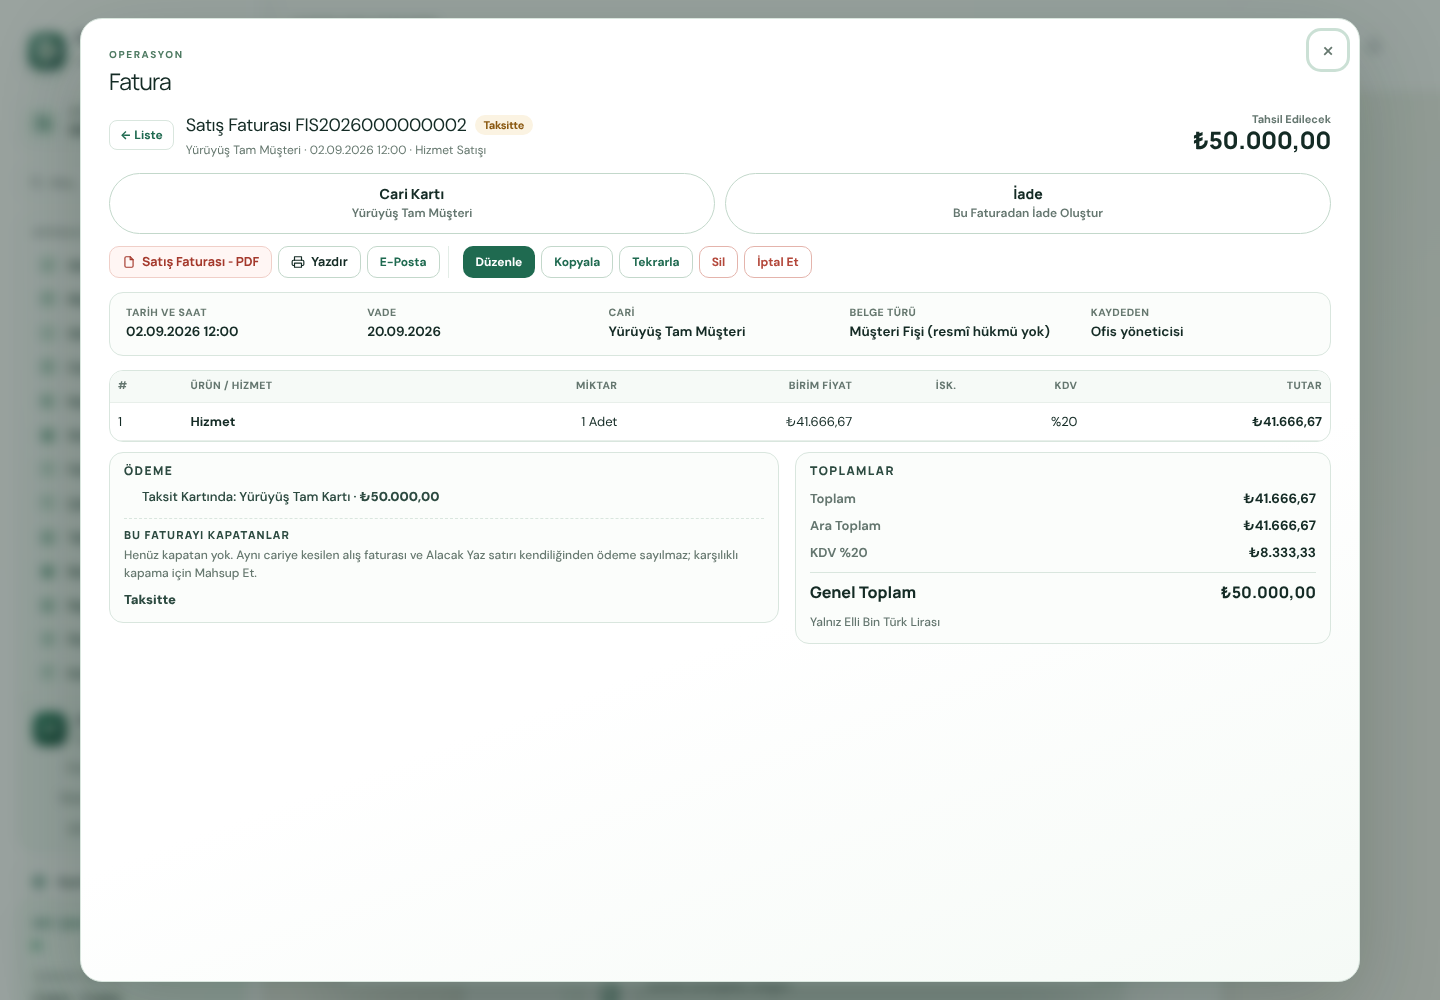 OPERASYON
Fatura
×
← Liste
Satış Faturası FIS2026000000002
Taksitte
Yürüyüş Tam Müşteri · 02.09.2026 12:00 · Hizmet Satışı
Tahsil Edilecek
₺50.000,00
Cari Kartı
Yürüyüş Tam Müşteri
İade
Bu Faturadan İade Oluştur
Satış Faturası - PDF
Yazdır
E-Posta
Düzenle
Kopyala
Tekrarla
Sil
İptal Et
TARİH VE SAAT
02.09.2026 12:00
VADE
20.09.2026
CARİ
Yürüyüş Tam Müşteri
BELGE TÜRÜ
Müşteri Fişi (resmî hükmü yok)
KAYDEDEN
Ofis yöneticisi
# ÜRÜN / HİZMET MİKTAR BİRİM FİYAT İSK. KDV TUTAR
1 Hizmet 1 Adet ₺41.666,67 %20 ₺41.666,67
ÖDEME
Taksit Kartında: Yürüyüş Tam Kartı · ₺50.000,00
BU FATURAYI KAPATANLAR
Henüz kapatan yok. Aynı cariye kesilen alış faturası ve Alacak Yaz satırı kendiliğinden ödeme sayılmaz; karşılıklı
kapama için Mahsup Et.
Taksitte
TOPLAMLAR
Toplam ₺41.666,67
Ara Toplam ₺41.666,67
KDV %20 ₺8.333,33
Genel Toplam ₺50.000,00
Yalnız Elli Bin Türk Lirası